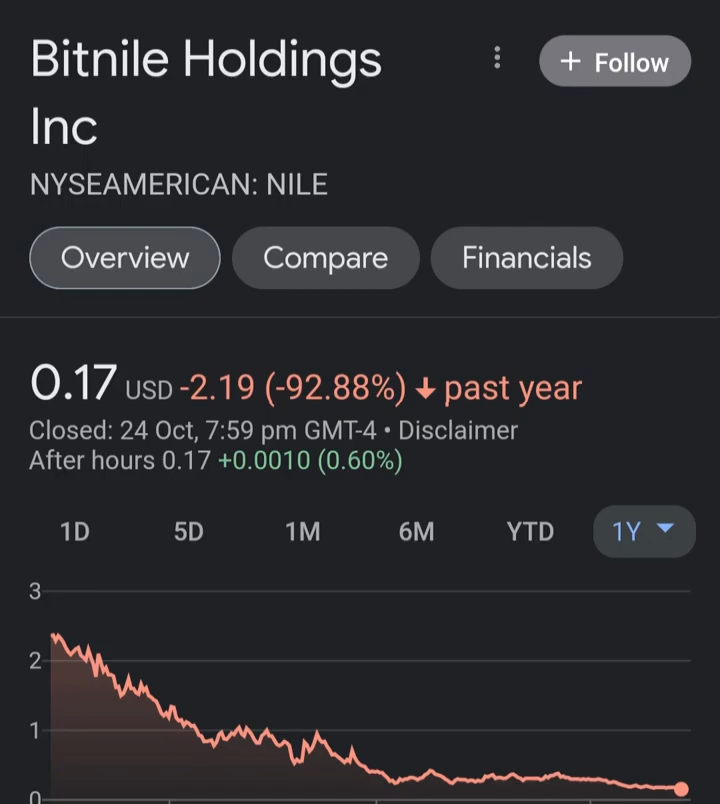 Bitnile Holdings
Inc
+ Follow
NYSEAMERICAN: NILE
Overview
Compare
Financials
0.17 USD -2.19 (-92.88%) ↓ past year
Closed: 24 Oct, 7:59 pm GMT-4 • Disclaimer
After hours 0.17 +0.0010 (0.60%)
1D 5D 1M 6M YTD 1Y
3
2
1
0